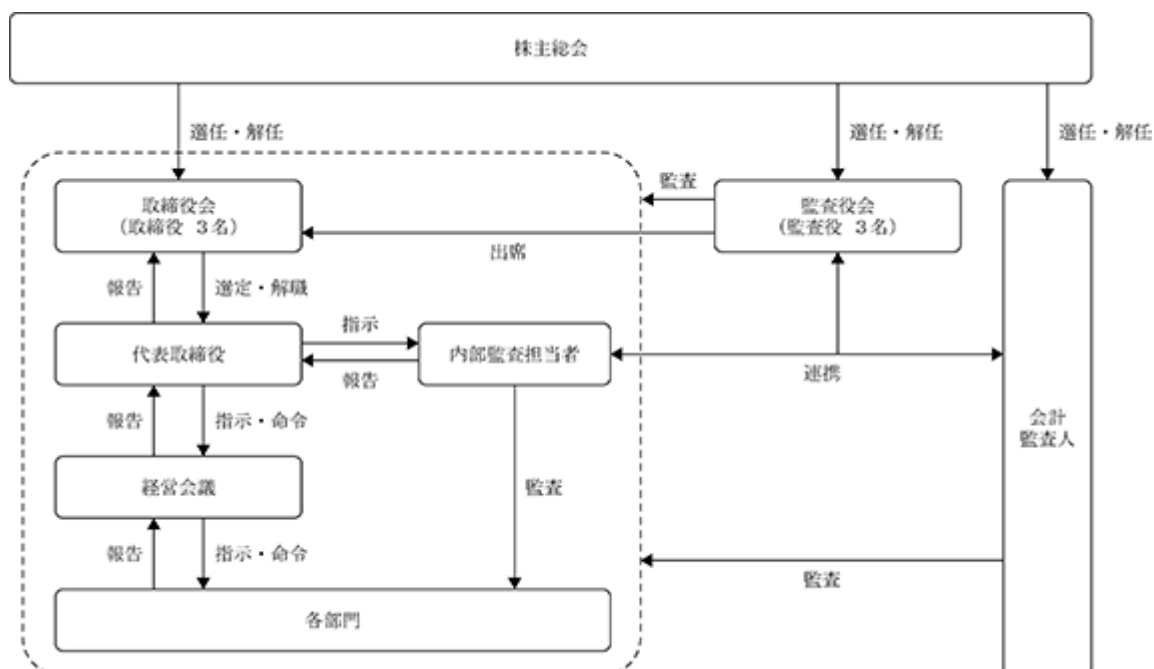 株主総会
選任・解任
選任・解任
選任・解任
取締役会
(取締役 3名)
監査
監査役会
(監査役 3名)
出席
報告
選定・解職
代表取締役
指示
報告
内部監査担当者
連携
会計
監査人
報告
指示・命令
経営会議
監査
報告
指示・命令
監査
各部門